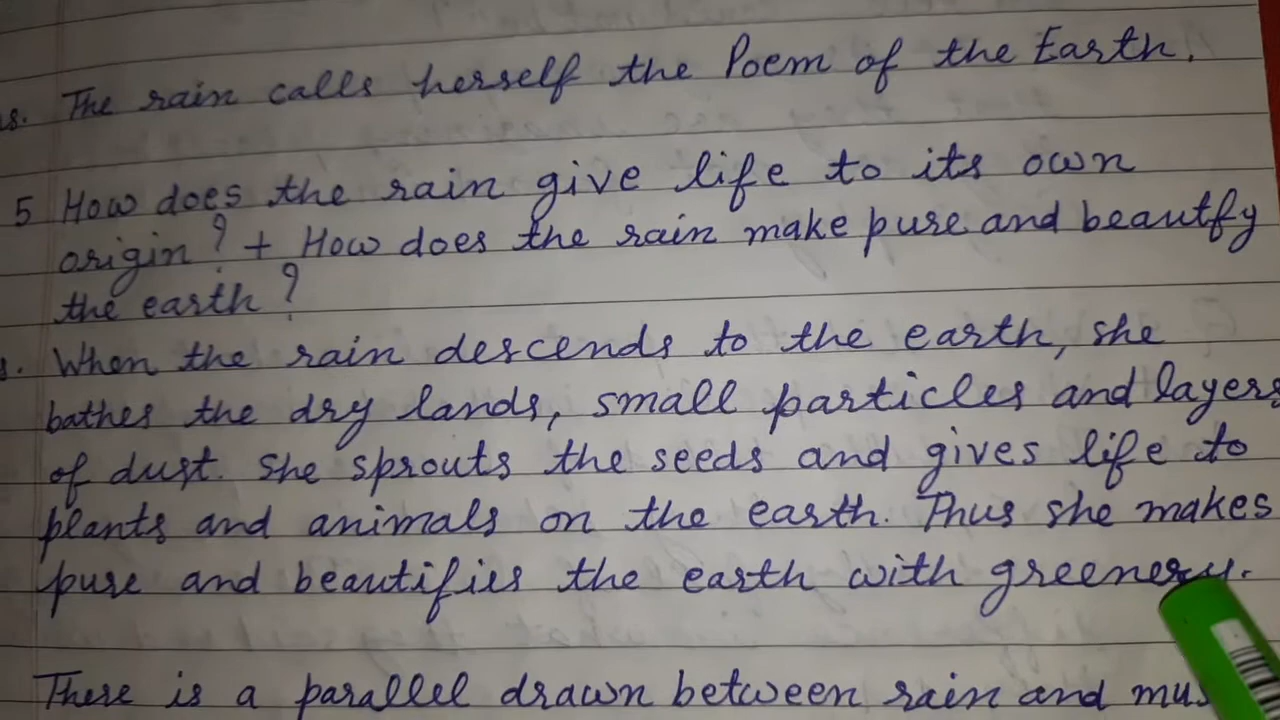 s. The rain calls herself the Poem of the Earth.
5 How does the rain give life to its own
origin? + How does the rain make pure and beautfy
the earth?
s. When the rain descends to the earth, she
bathes the dry lands, small particles and layers
of dust. She sprouts the seeds and gives life to
plants and animals on the earth. Thus she makes
pure and beautifies the earth with greenery.
There is a parallel drawn between rain and